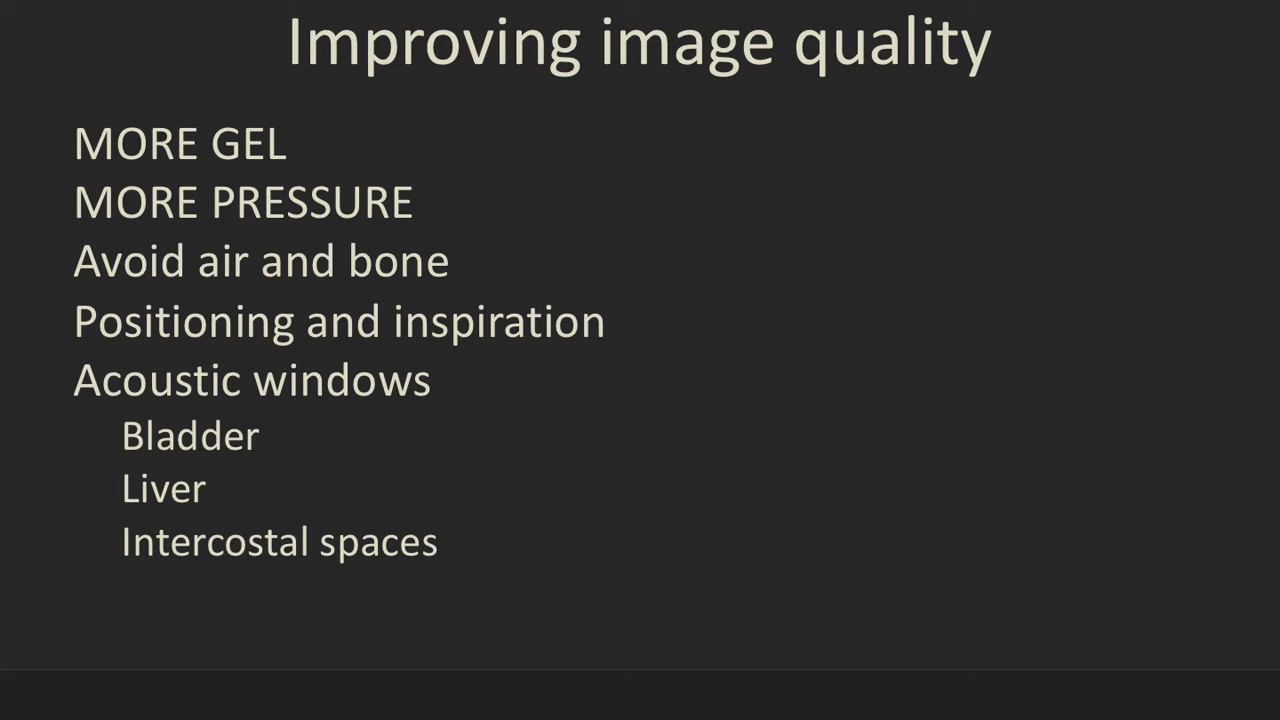 Improving image quality
MORE GEL
MORE PRESSURE
Avoid air and bone
Positioning and inspiration
Acoustic windows
Bladder
Liver
Intercostal spaces